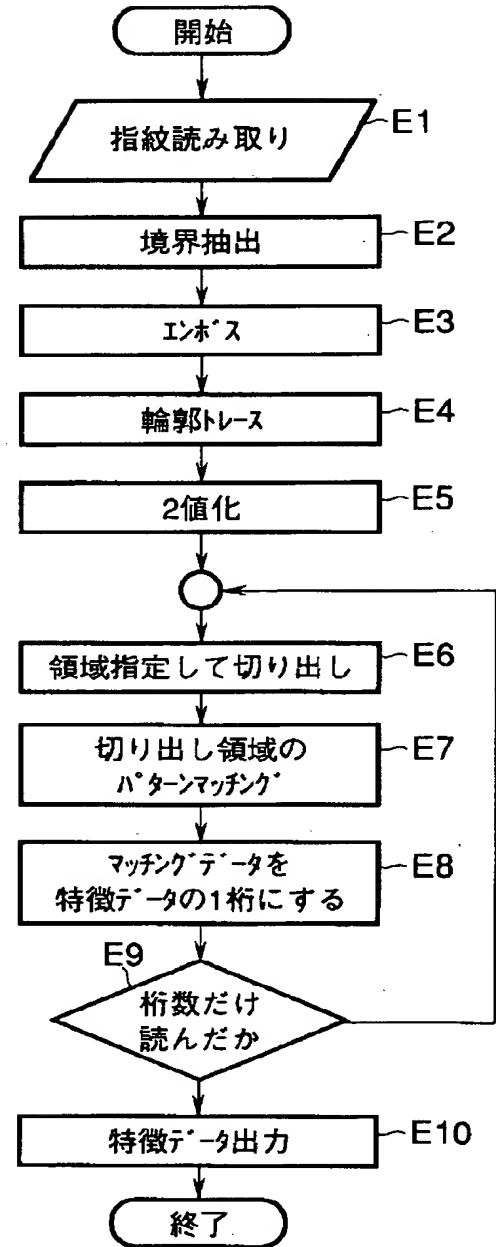 開始
指紋読み取り
E1
境界抽出
E2
エンボス
E3
輪郭トレース
E4
2値化
E5
領域指定して切り出し
E6
切り出し領域の
パターンマッチング
E7
マッチングデータを
特徴データの1桁にする
E8
E9
桁数だけ
読んだか
特徴データ出力
E10
終了